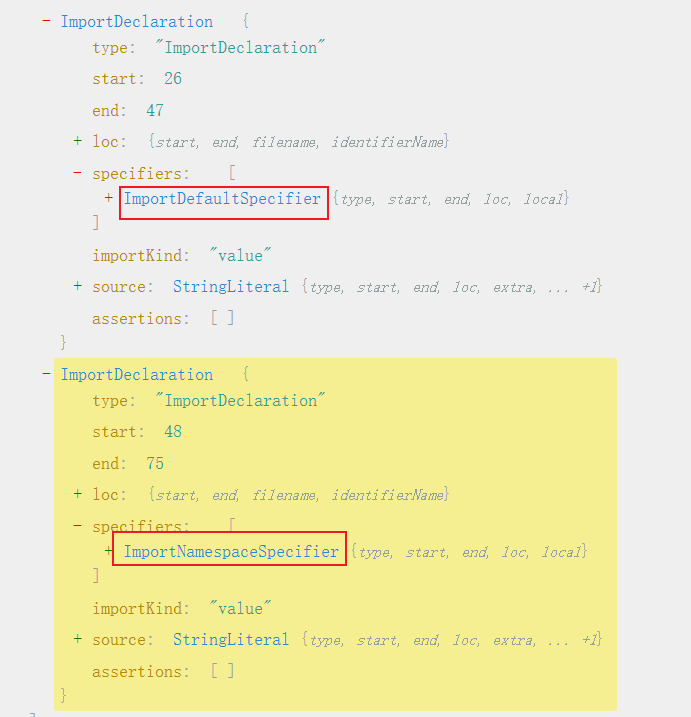 - ImportDeclaration {
type: "ImportDeclaration"
start: 26
end: 47
+ loc: {start, end, filename, identifierName}
- specifiers: [
+ ImportDefaultSpecifier {type, start, end, loc, local}
]
importKind: "value"
+ source: StringLiteral {type, start, end, loc, extra, ... +1}
assertions: [ ]
}
- ImportDeclaration {
type: "ImportDeclaration"
start: 48
end: 75
+ loc: {start, end, filename, identifierName}
- specifiers: [
+ ImportNamespaceSpecifier {type, start, end, loc, local}
]
importKind: "value"
+ source: StringLiteral {type, start, end, loc, extra, ... +1}
assertions: [ ]
}
]